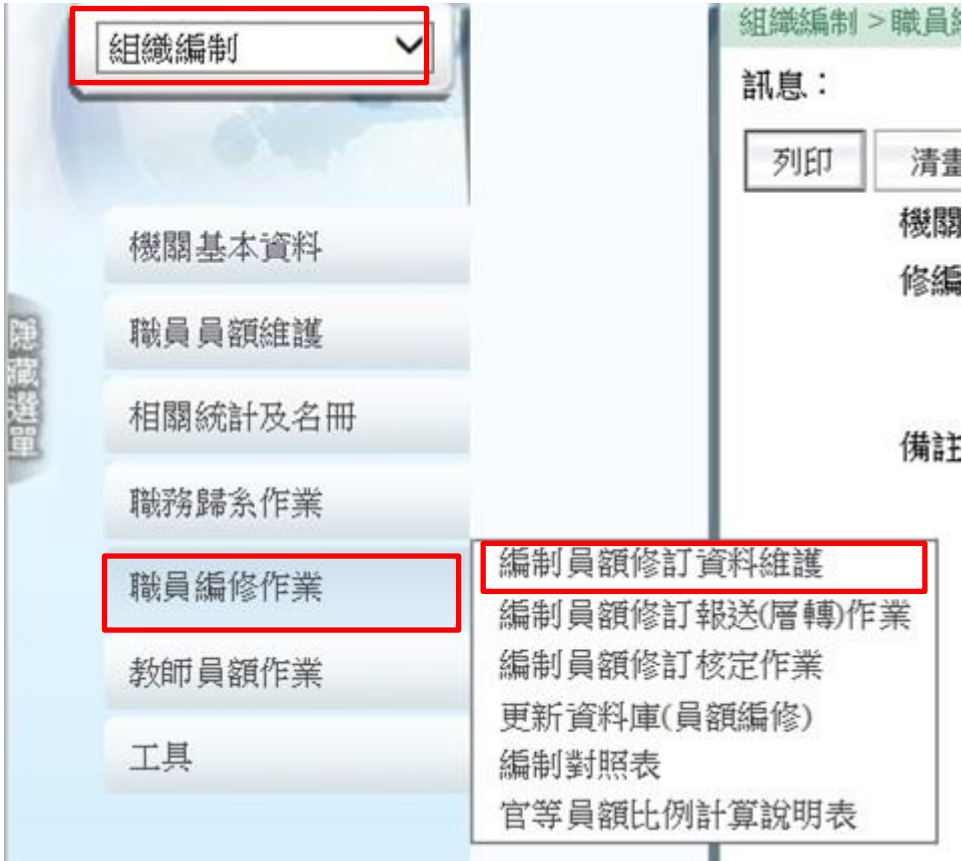 組織編制
隱藏選單
機關基本資料
職員員額維護
相關統計及名冊
職務歸系作業
職員編修作業
教師員額作業
工具
編制員額修訂資料維護
編制員額修訂報送(層轉)作業
編制員額修訂核定作業
更新資料庫(員額編修)
編制對照表
官等員額比例計算說明表
組織編制 > 職員
訊息：
列印
清
機關
修編
備註